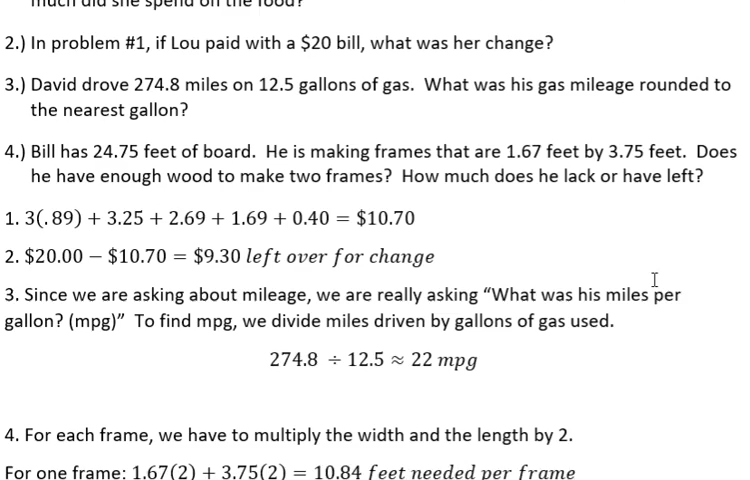 much did she spend on the food?
2.) In problem #1, if Lou paid with a $20 bill, what was her change?
3.) David drove 274.8 miles on 12.5 gallons of gas.  What was his gas mileage rounded to
the nearest gallon?
4.) Bill has 24.75 feet of board.  He is making frames that are 1.67 feet by 3.75 feet.  Does
he have enough wood to make two frames?  How much does he lack or have left?
1. 3(.89) + 3.25 + 2.69 + 1.69 + 0.40 = $10.70
2. $20.00 − $10.70 = $9.30 left over for change
3. Since we are asking about mileage, we are really asking “What was his miles per
gallon? (mpg)”  To find mpg, we divide miles driven by gallons of gas used.
274.8 ÷ 12.5 ≈ 22 mpg
4. For each frame, we have to multiply the width and the length by 2.
For one frame: 1.67(2) + 3.75(2) = 10.84 feet needed per frame